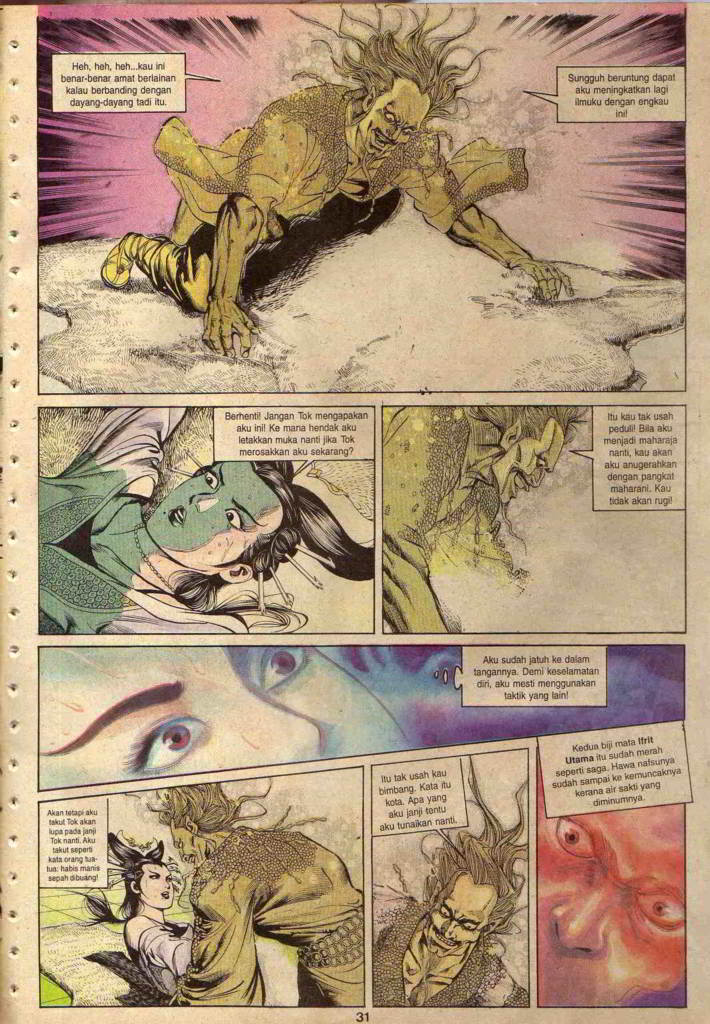 Heh, heh, heh...kau ini
benar-benar amat berlainan
kalau berbanding dengan
dayang-dayang tadi itu.
Sungguh beruntung dapat
aku meningkatkan lagi
ilmuku dengan engkau
ini!
Berhenti! Jangan Tok mengapakan
aku ini! Ke mana hendak aku
letakkan muka nanti jika Tok
merosakkan aku sekarang?
Itu kau tak usah
peduli! Bila aku
menjadi maharaja
nanti, kau akan
aku anugerahkan
dengan pangkat
maharani. Kau
tidak akan rugi!
Aku sudah jatuh ke dalam
tangannya. Demi keselamatan
diri, aku mesti menggunakan
taktik yang lain!
Akan tetapi aku
takut Tok akan
lupa pada janji
Tok nanti. Aku
takut seperti
kata orang tua-
tua: habis manis
sepah dibuang!
Itu tak usah kau
bimbang. Kata itu
kota. Apa yang
aku janji tentu
aku tunaikan nanti.
Kedua biji mata Ifrit
Utama itu sudah merah
seperti saga. Hawa nafsunya
sudah sampai ke kemuncaknya
kerana air sakti yang
diminumnya.
31